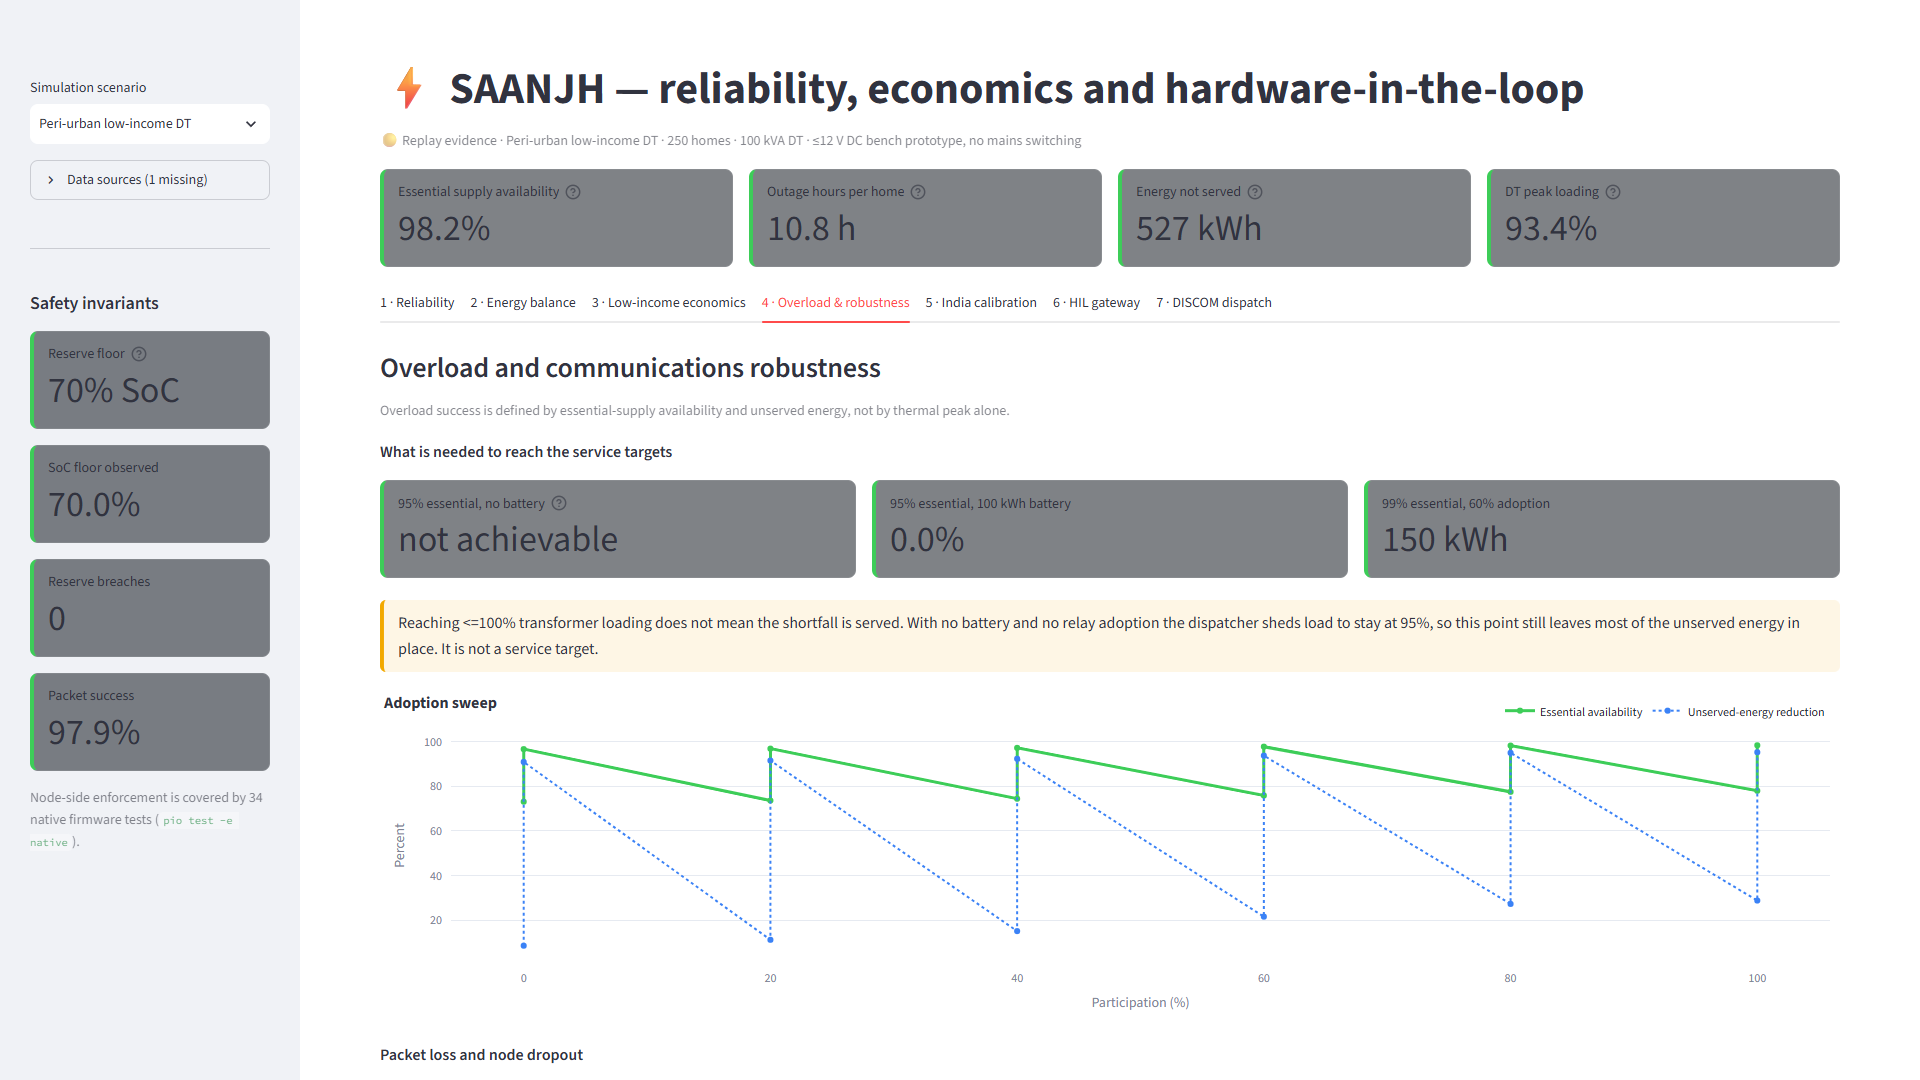 Simulation scenario
Peri-urban low-income DT
Data sources (1 missing)
Safety invariants
Reserve floor
70% SoC
SoC floor observed
70.0%
Reserve breaches
0
Packet success
97.9%
Node-side enforcement is covered by 34
native firmware tests ( pio test -e
native ).
SAANJH — reliability, economics and hardware-in-the-loop
Replay evidence · Peri-urban low-income DT · 250 homes · 100 kVA DT · ≤12 V DC bench prototype, no mains switching
Essential supply availability
98.2%
Outage hours per home
10.8 h
Energy not served
527 kWh
DT peak loading
93.4%
1 · Reliability 2 · Energy balance 3 · Low-income economics 4 · Overload & robustness 5 · India calibration 6 · HIL gateway 7 · DISCOM dispatch
Overload and communications robustness
Overload success is defined by essential-supply availability and unserved energy, not by thermal peak alone.
What is needed to reach the service targets
95% essential, no battery
not achievable
95% essential, 100 kWh battery
0.0%
99% essential, 60% adoption
150 kWh
Reaching <=100% transformer loading does not mean the shortfall is served. With no battery and no relay adoption the dispatcher sheds load to stay at 95%, so this point still leaves most of the unserved energy in
place. It is not a service target.
Adoption sweep
Essential availability Unserved-energy reduction
100
80
60
40
20
Percent
0 20 40 60 80 100
Participation (%)
Packet loss and node dropout